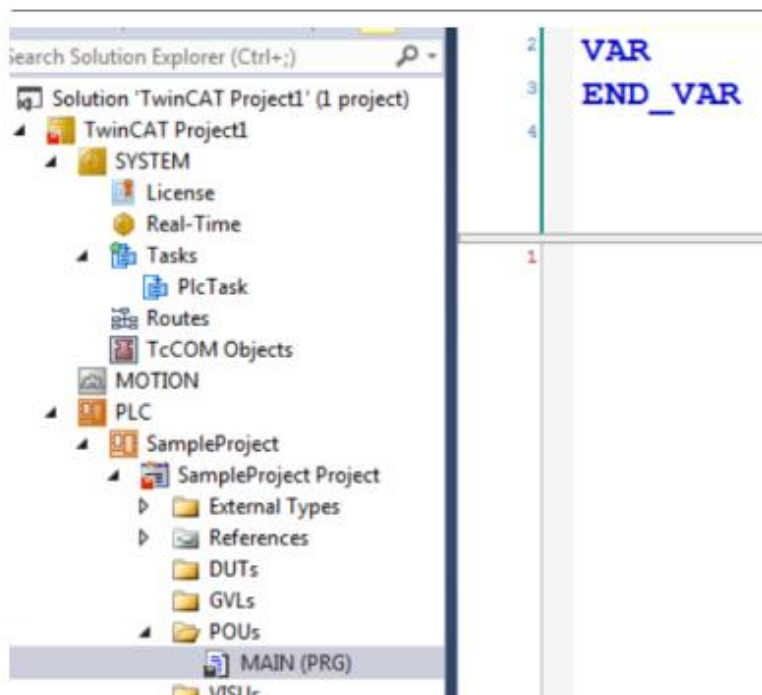 Search Solution Explorer (Ctrl+;)
Solution 'TwinCAT Project1' (1 project)
TwinCAT Project1
SYSTEM
License
Real-Time
Tasks
PlcTask
Routes
TcCOM Objects
MOTION
PLC
SampleProject
SampleProject Project
External Types
References
DUTs
GVLs
POUs
MAIN (PRG)
VISUs
2 VAR
3 END_VAR
4
1